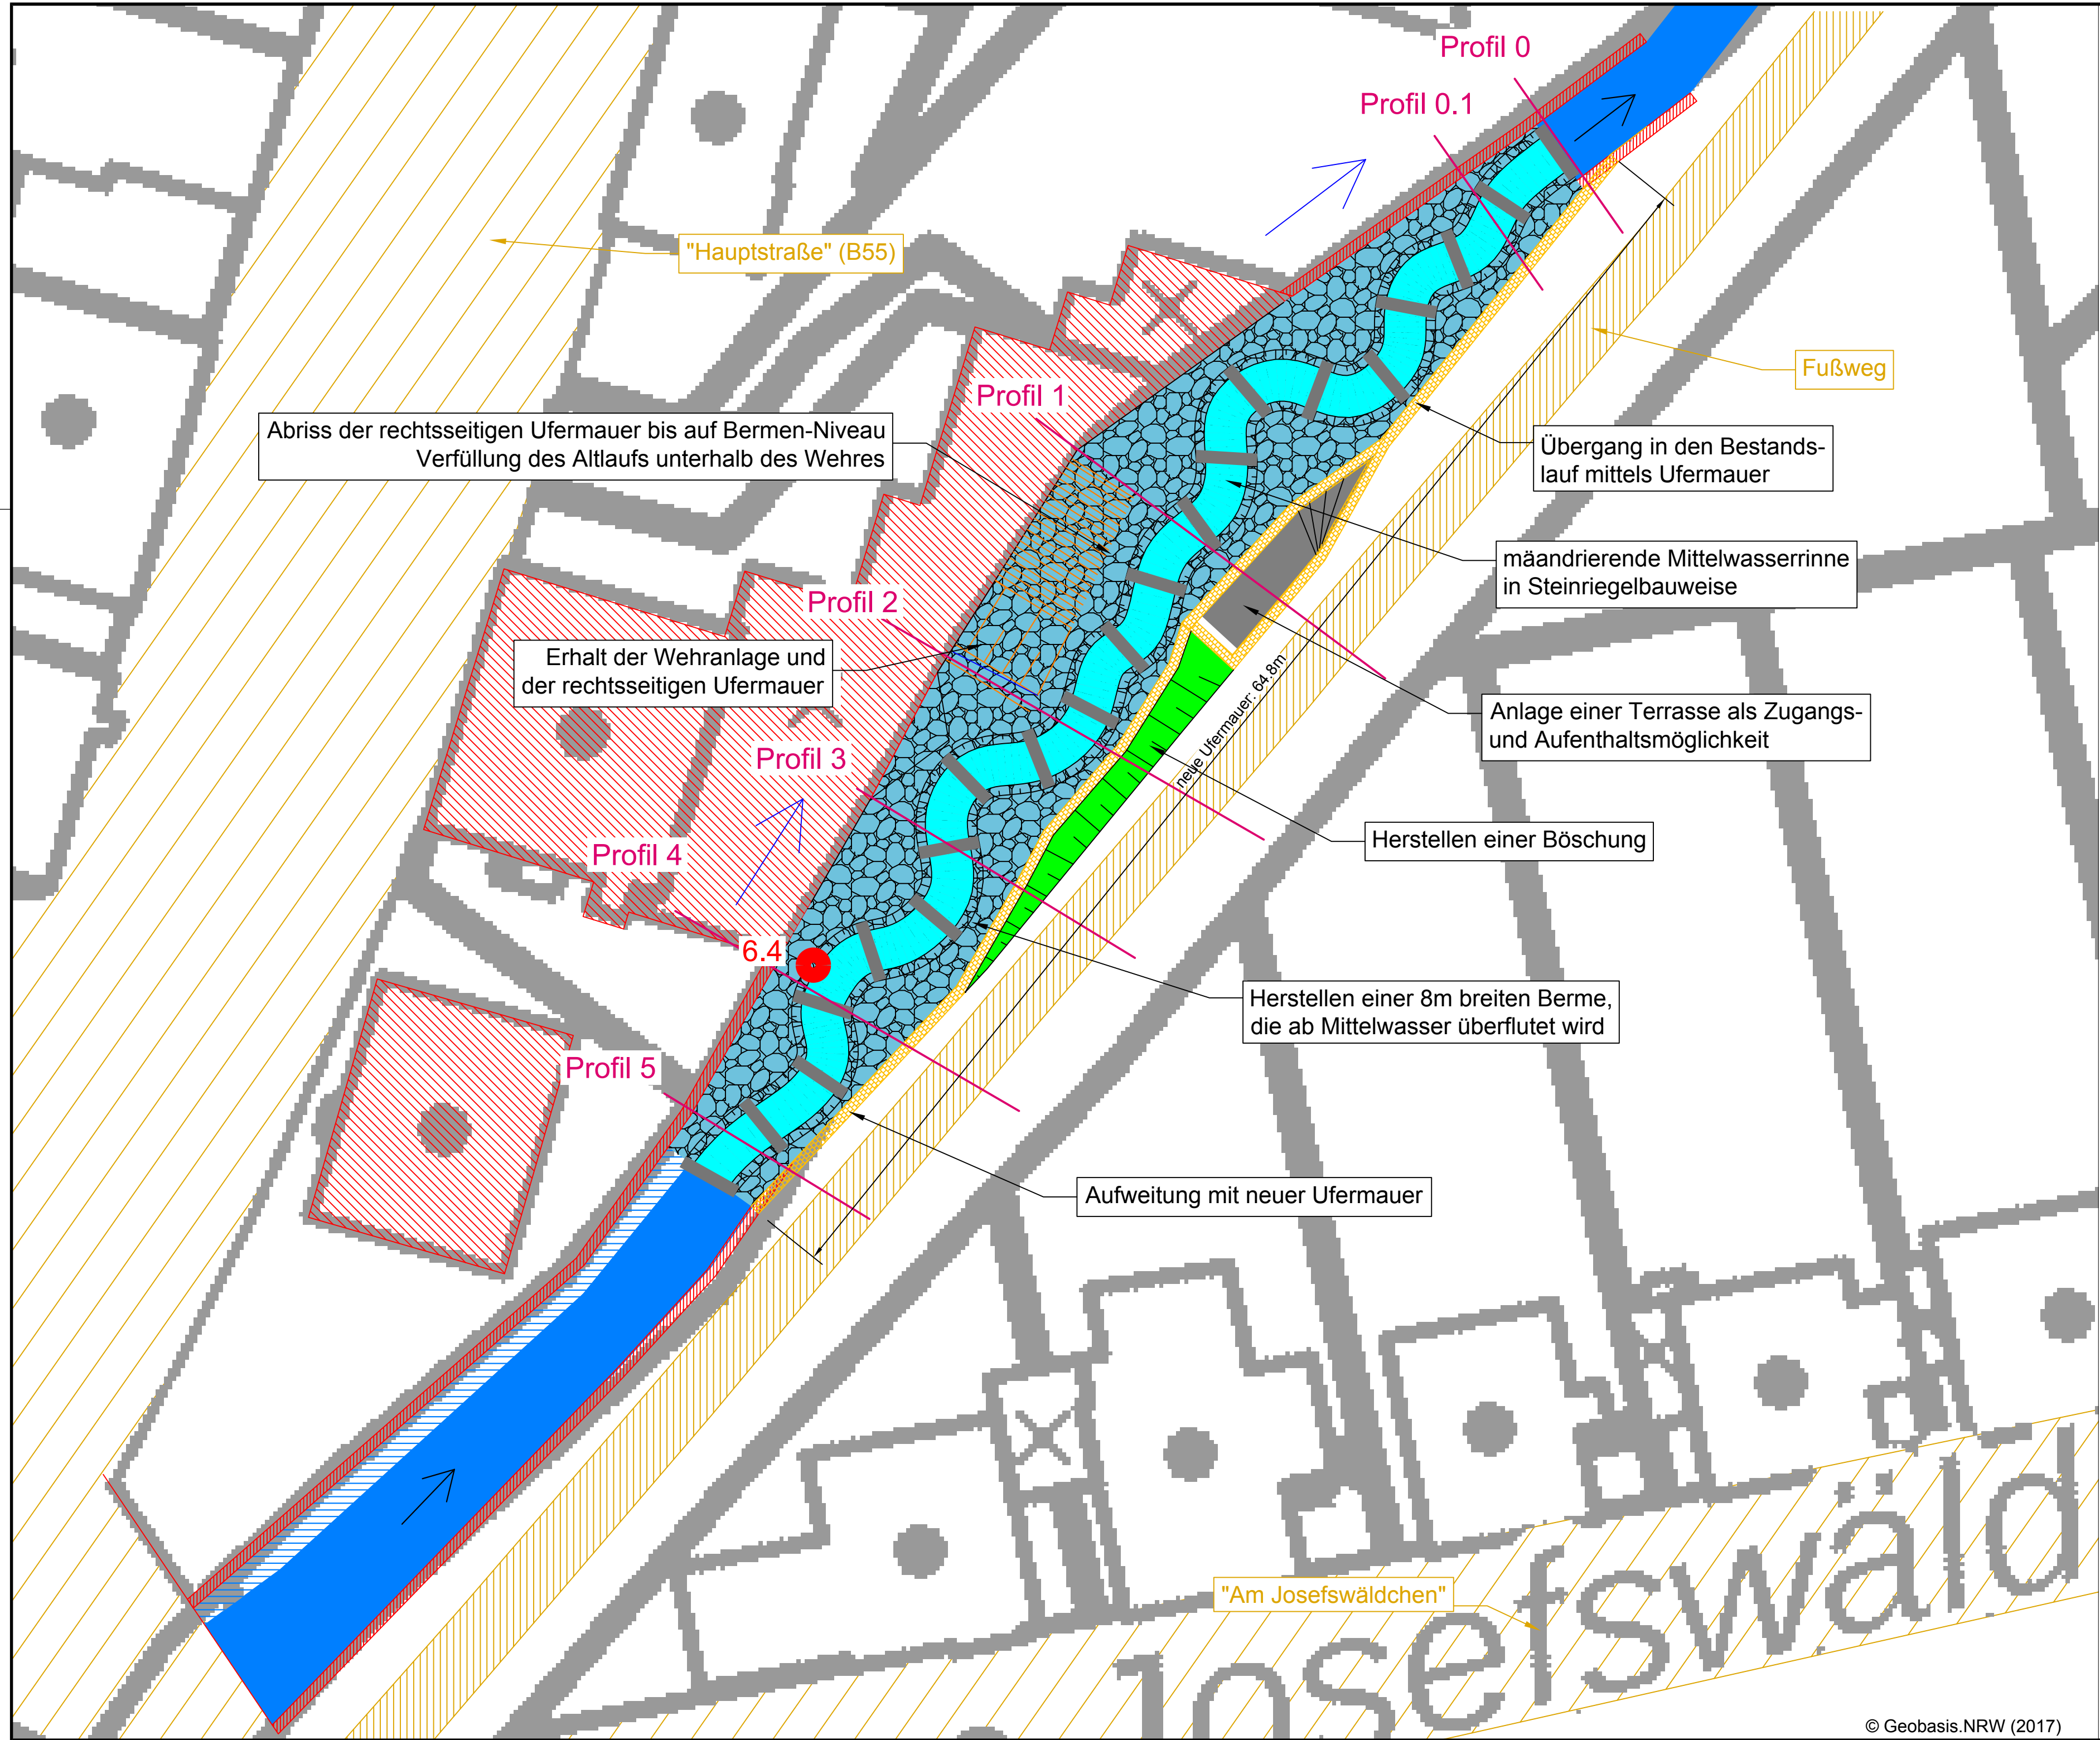 Profil 0
Profil 0.1
"Hauptstraße" (B55)
Fußweg
Profil 1
Abriss der rechtsseitigen Ufermauer bis auf Bermen-Niveau
Verfüllung des Altlaufs unterhalb des Wehres
Übergang in den Bestands-
lauf mittels Ufermauer
mäandrierende Mittelwasserrinne
in Steinriegelbauweise
Profil 2
Erhalt der Wehranlage und
der rechtsseitigen Ufermauer
neue Ufermauer: 64.8m
Anlage einer Terrasse als Zugangs-
und Aufenthaltsmöglichkeit
Profil 3
Herstellen einer Böschung
Profil 4
6.4
Herstellen einer 8m breiten Berme,
die ab Mittelwasser überflutet wird
Profil 5
Aufweitung mit neuer Ufermauer
"Am Josefswäldchen"
Josefswäld
© Geobasis.NRW (2017)